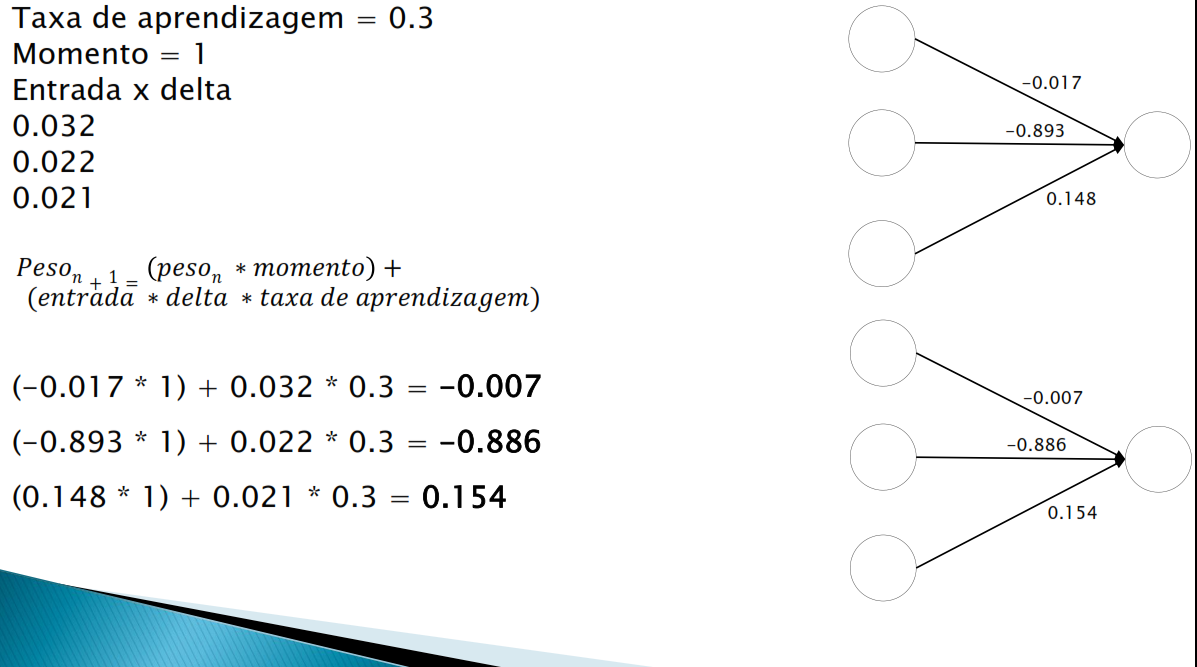 Taxa de aprendizagem = 0.3
Momento = 1
Entrada x delta
0.032
0.022
0.021
Peso_{n + 1} = (peso_n * momento) +
(entrada * delta * taxa de aprendizagem)
(-0.017 * 1) + 0.032 * 0.3 = -0.007
(-0.893 * 1) + 0.022 * 0.3 = -0.886
(0.148 * 1) + 0.021 * 0.3 = 0.154
-0.017
-0.893
0.148
-0.007
-0.886
0.154